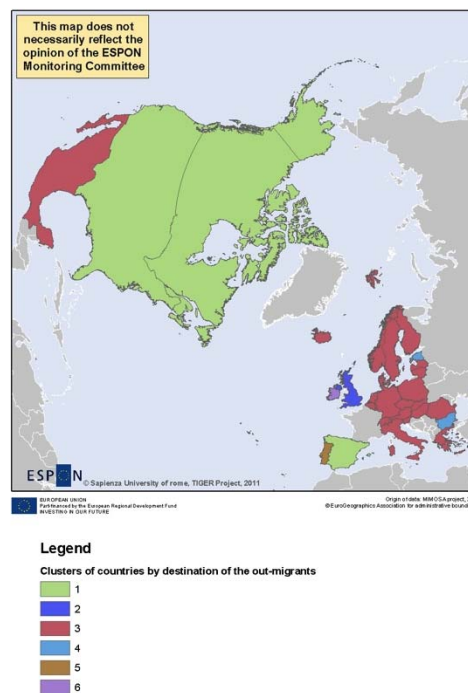 This map does not
necessarily reflect the
opinion of the ESPON
Monitoring Committee
ESPON
© Sapienza University of rome, TIGER Project, 2011
EUROPEAN UNION
Part-financed by the European Regional Development Fund
INVESTING IN OUR FUTURE
Origin of data: MIMOSA project,
© EuroGeographics Association for administrative
Legend
Clusters of countries by destination of the out-migrants
1
2
3
4
5
6